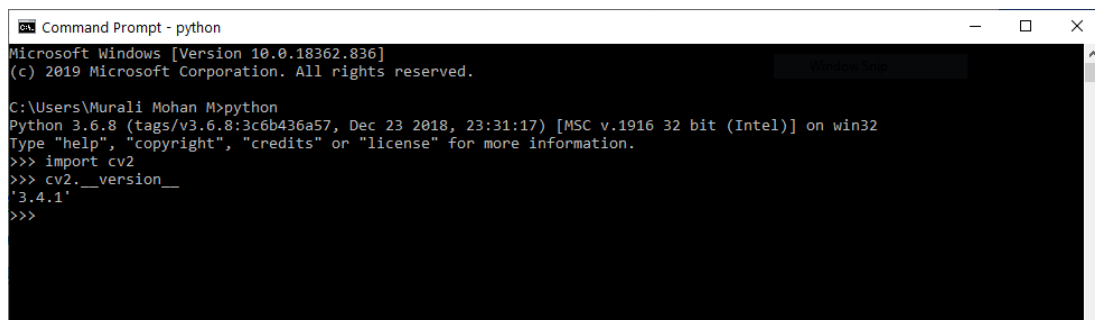 Command Prompt - python
Microsoft Windows [Version 10.0.18362.836]
(c) 2019 Microsoft Corporation. All rights reserved.
Window Snip
C:\Users\Murali Mohan M>python
Python 3.6.8 (tags/v3.6.8:3c6b436a57, Dec 23 2018, 23:31:17) [MSC v.1916 32 bit (Intel)] on win32
Type "help", "copyright", "credits" or "license" for more information.
>>> import cv2
>>> cv2.__version__
'3.4.1'
>>>